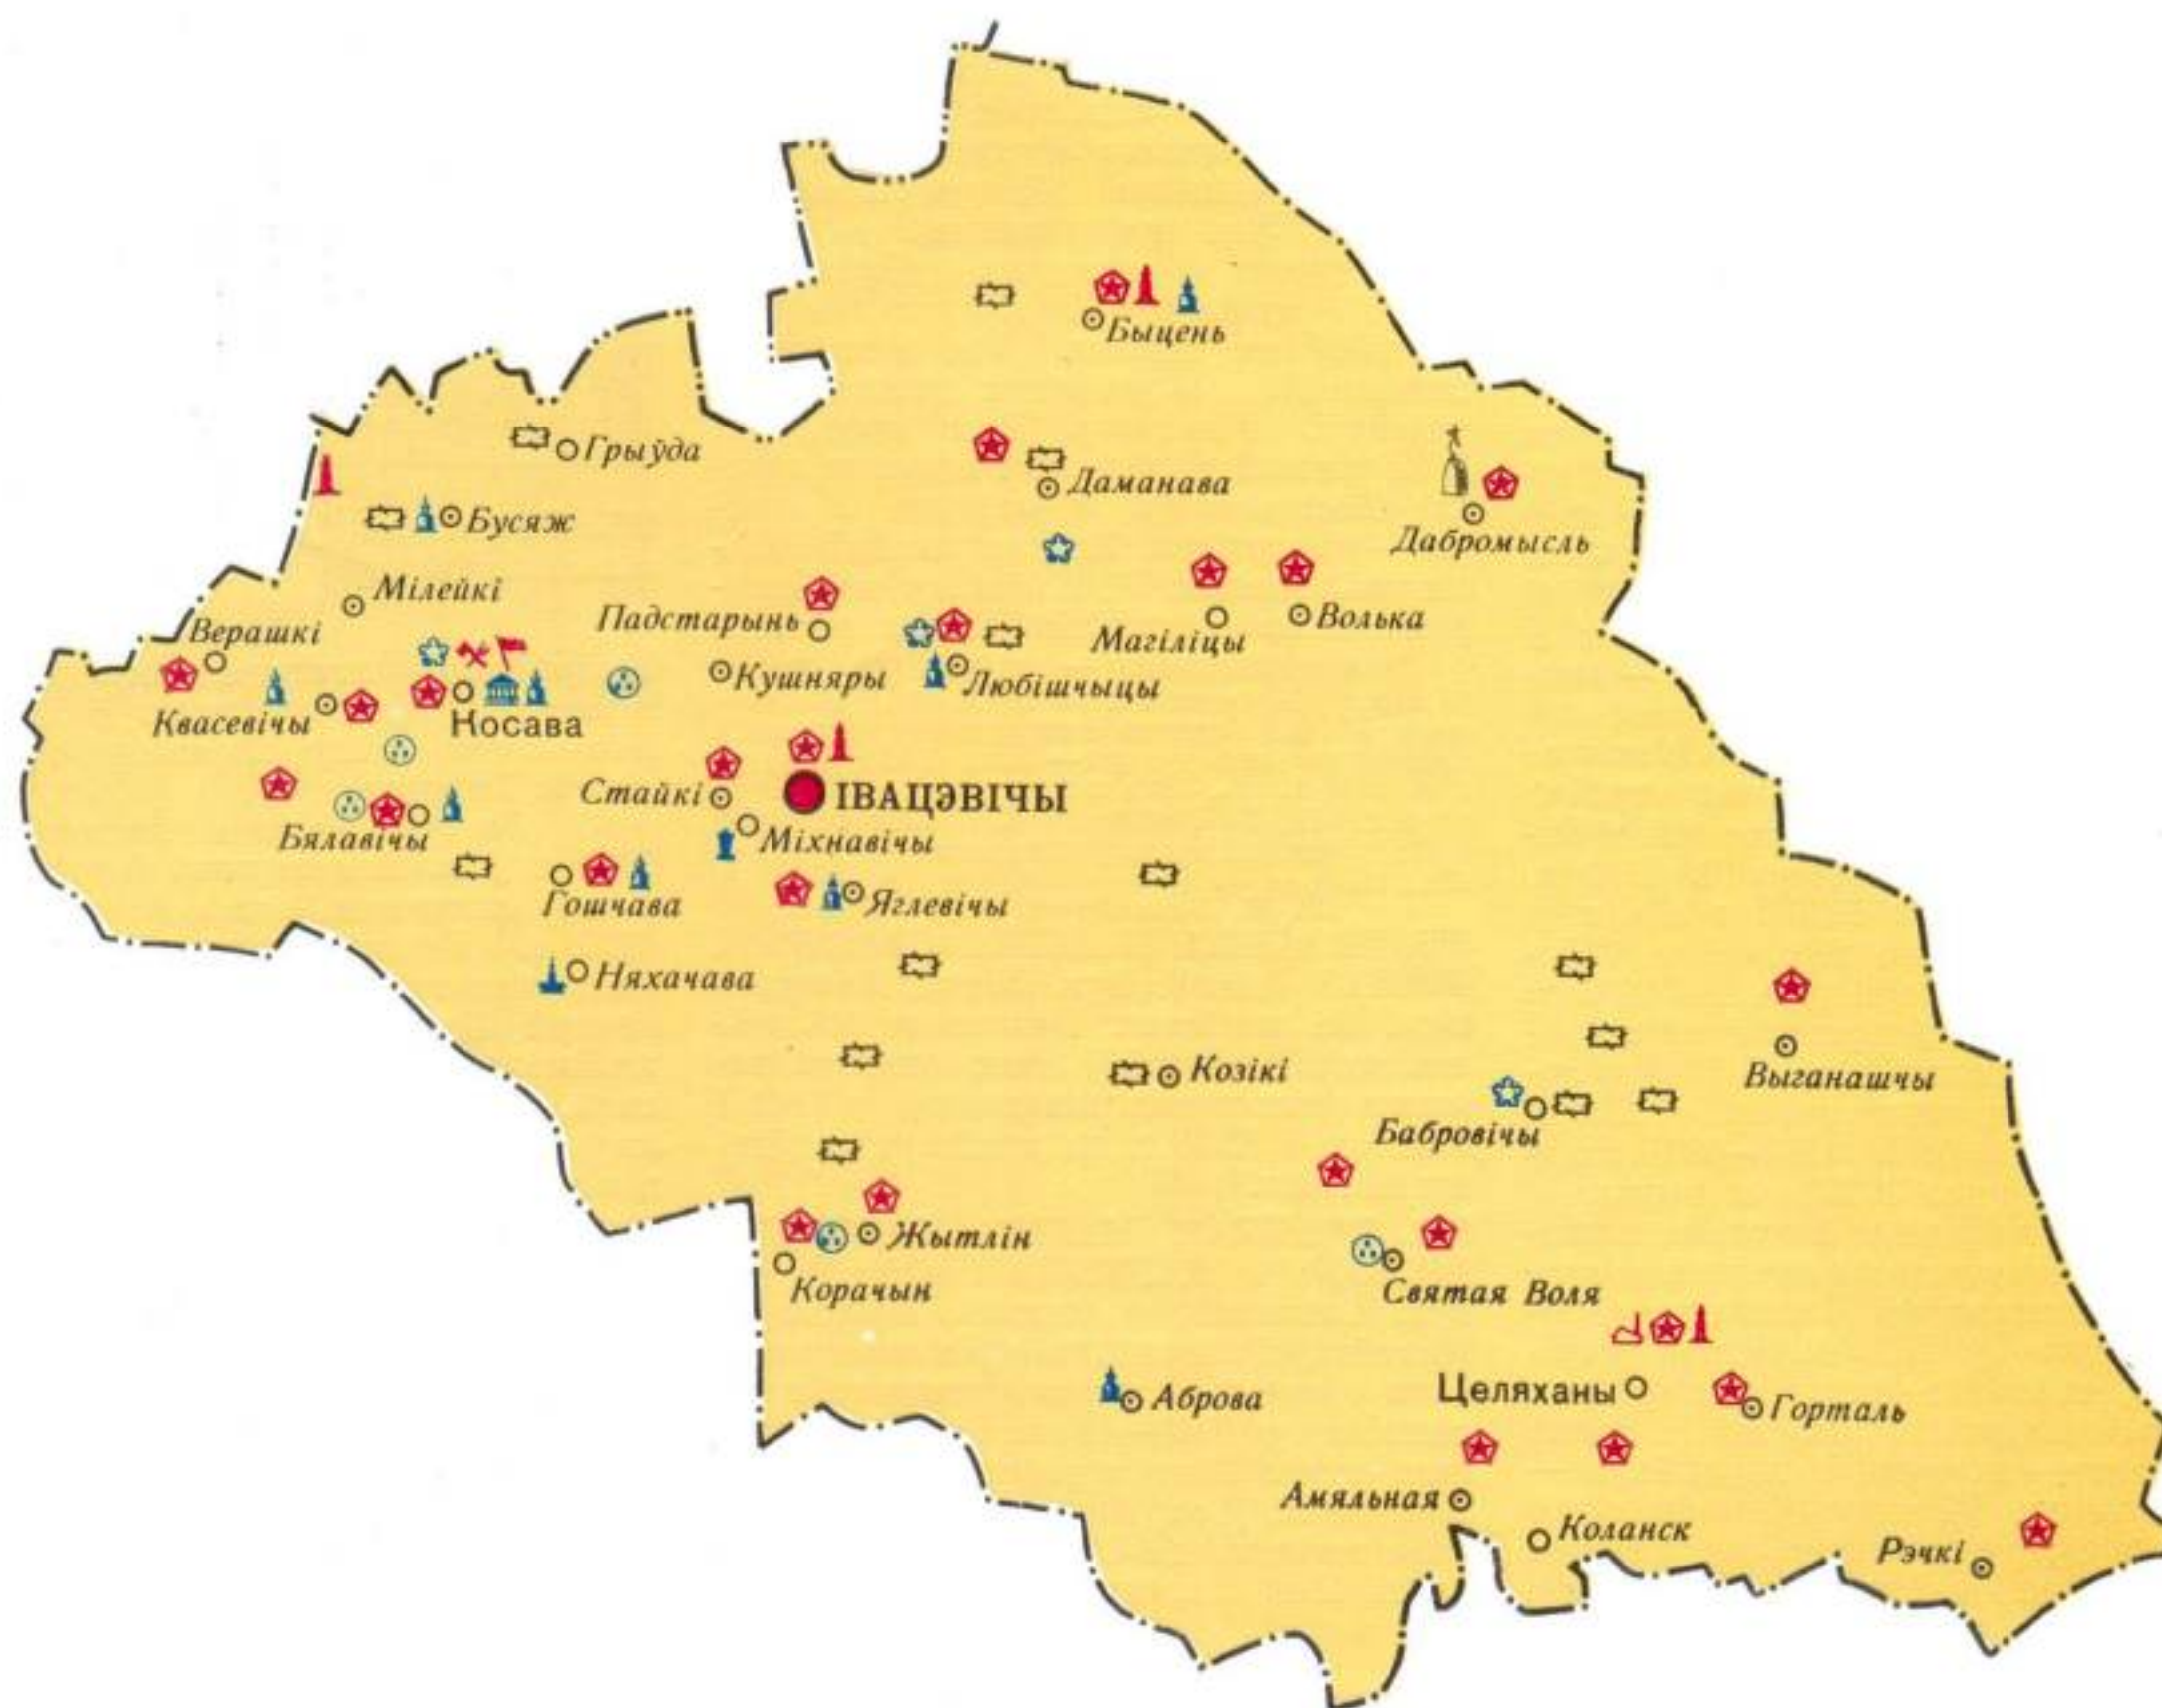 Быцень
Грыўда
Даманава
Бусяж
Дабромысль
Мілейкі
Верашкі
Падстарынь
Магіліцы
Волька
Кушняры
Любішчыцы
Квасевічы
Носава
Стайкі
ІВАЦЭВІЧЫ
Бялавічы
Міхнавічы
Гошчава
Яглевічы
Няхачава
Козікі
Выганашчы
Бабровічы
Жытлін
Корачын
Святая Воля
Аброва
Целяханы
Горталь
Амяльная
Коланск
Рэчкі